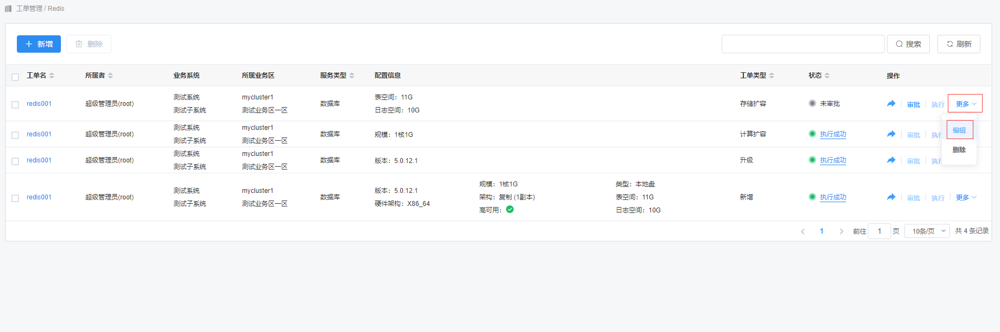 工单管理 / Redis
新增 删除 搜索 刷新
工单名 所属者 业务系统 所属业务区 服务类型 配置信息 工单类型 状态 操作
redis001 超级管理员(root) 测试系统 测试子系统 mycluster1 测试业务区一区 数据库 表空间：11G 日志空间：10G 存储扩容 未审批 审批 执行 更多
编辑
删除
redis001 超级管理员(root) 测试系统 测试子系统 mycluster1 测试业务区一区 数据库 规模：1核1G 计算扩容 执行成功 审批 执行
redis001 超级管理员(root) 测试系统 测试子系统 mycluster1 测试业务区一区 数据库 版本：5.0.12.1 升级 执行成功 审批 执行
redis001 超级管理员(root) 测试系统 测试子系统 mycluster1 测试业务区一区 数据库 版本：5.0.12.1 硬件架构：X86_64 规模：1核1G 架构：复制 (1副本) 高可用： 类型：本地盘 表空间：11G 日志空间：10G 新增 执行成功 审批 执行 更多
1 前往 1 页 10条/页 共 4 条记录